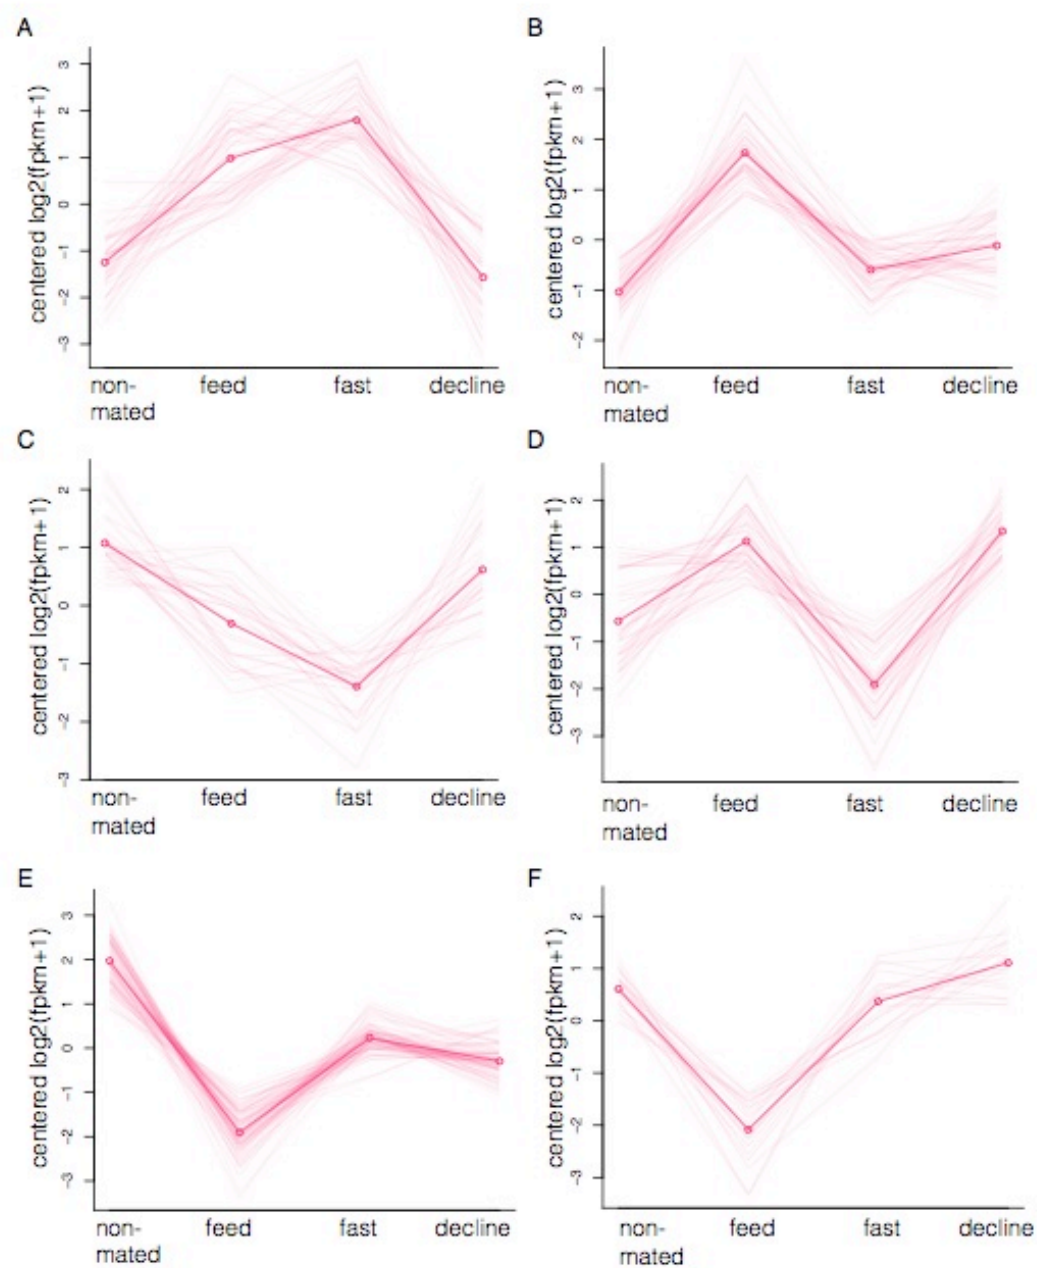 A
centered log2(fpkm+1)
3
2
1
0
−1
−2
−3
non-
mated
feed
fast
decline
B
centered log2(fpkm+1)
3
2
1
0
−1
−2
non-
mated
feed
fast
decline
C
centered log2(fpkm+1)
2
1
0
−1
−2
−3
non-
mated
feed
fast
decline
D
centered log2(fpkm+1)
2
1
0
−1
−2
−3
non-
mated
feed
fast
decline
E
centered log2(fpkm+1)
3
2
1
0
−1
−2
−3
non-
mated
feed
fast
decline
F
centered log2(fpkm+1)
2
1
0
−1
−2
−3
non-
mated
feed
fast
decline